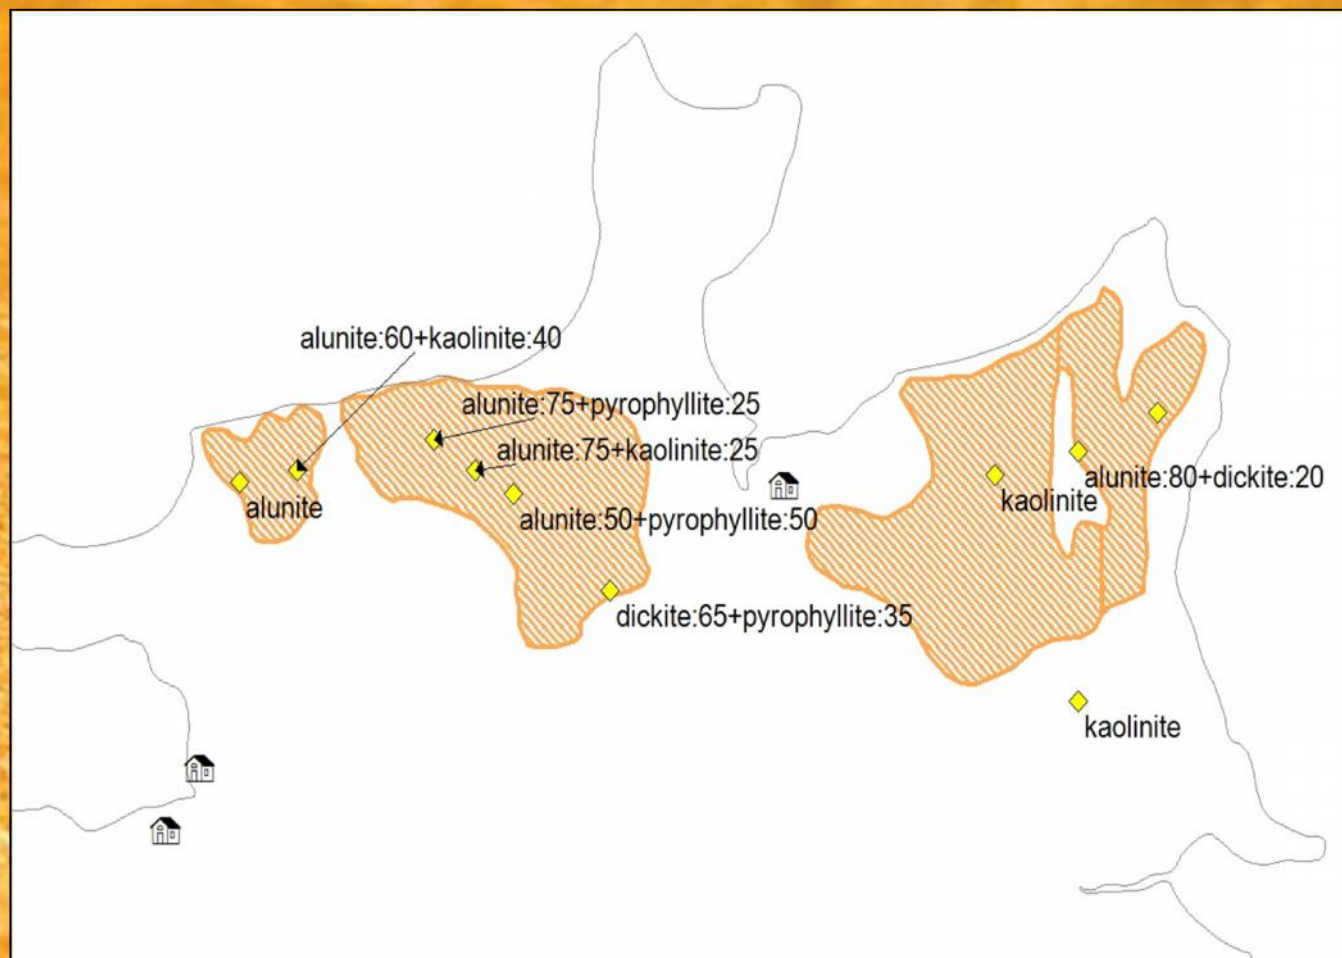 alunite:60+kaolinite:40
alunite:75+pyrophyllite:25
alunite:75+kaolinite:25
alunite:80+dickite:20
kaolinite
alunite
alunite:50+pyrophyllite:50
dickite:65+pyrophyllite:35
kaolinite